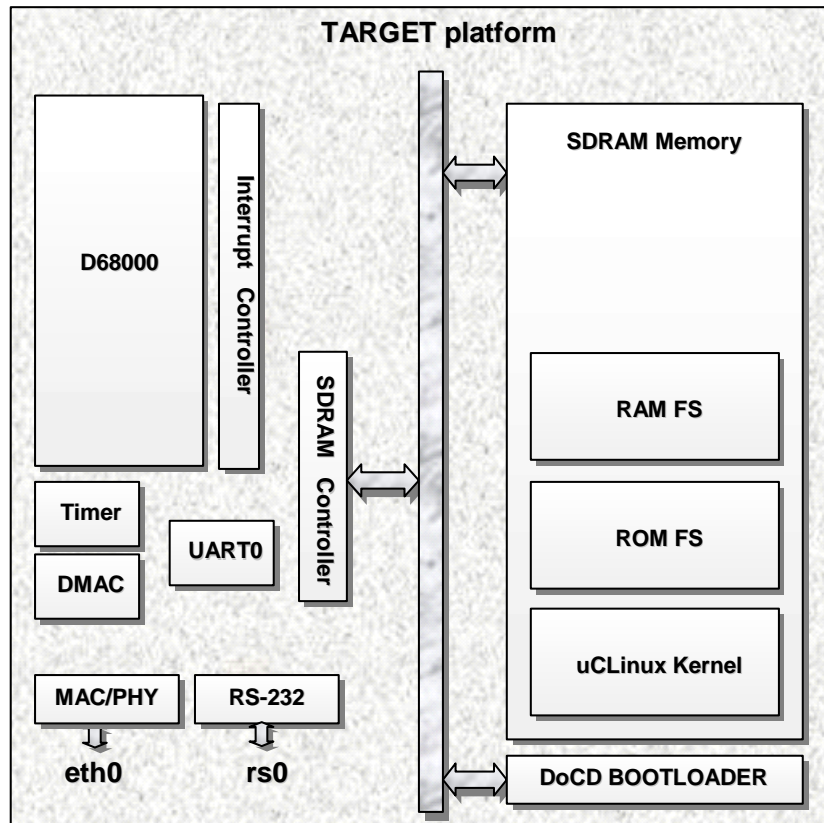 TARGET platform
D68000
Interrupt Controller
SDRAM Controller
Timer
DMAC
UART0
MAC/PHY
RS-232
eth0
rs0
SDRAM Memory
RAM FS
ROM FS
uCLinux Kernel
DoCD BOOTLOADER